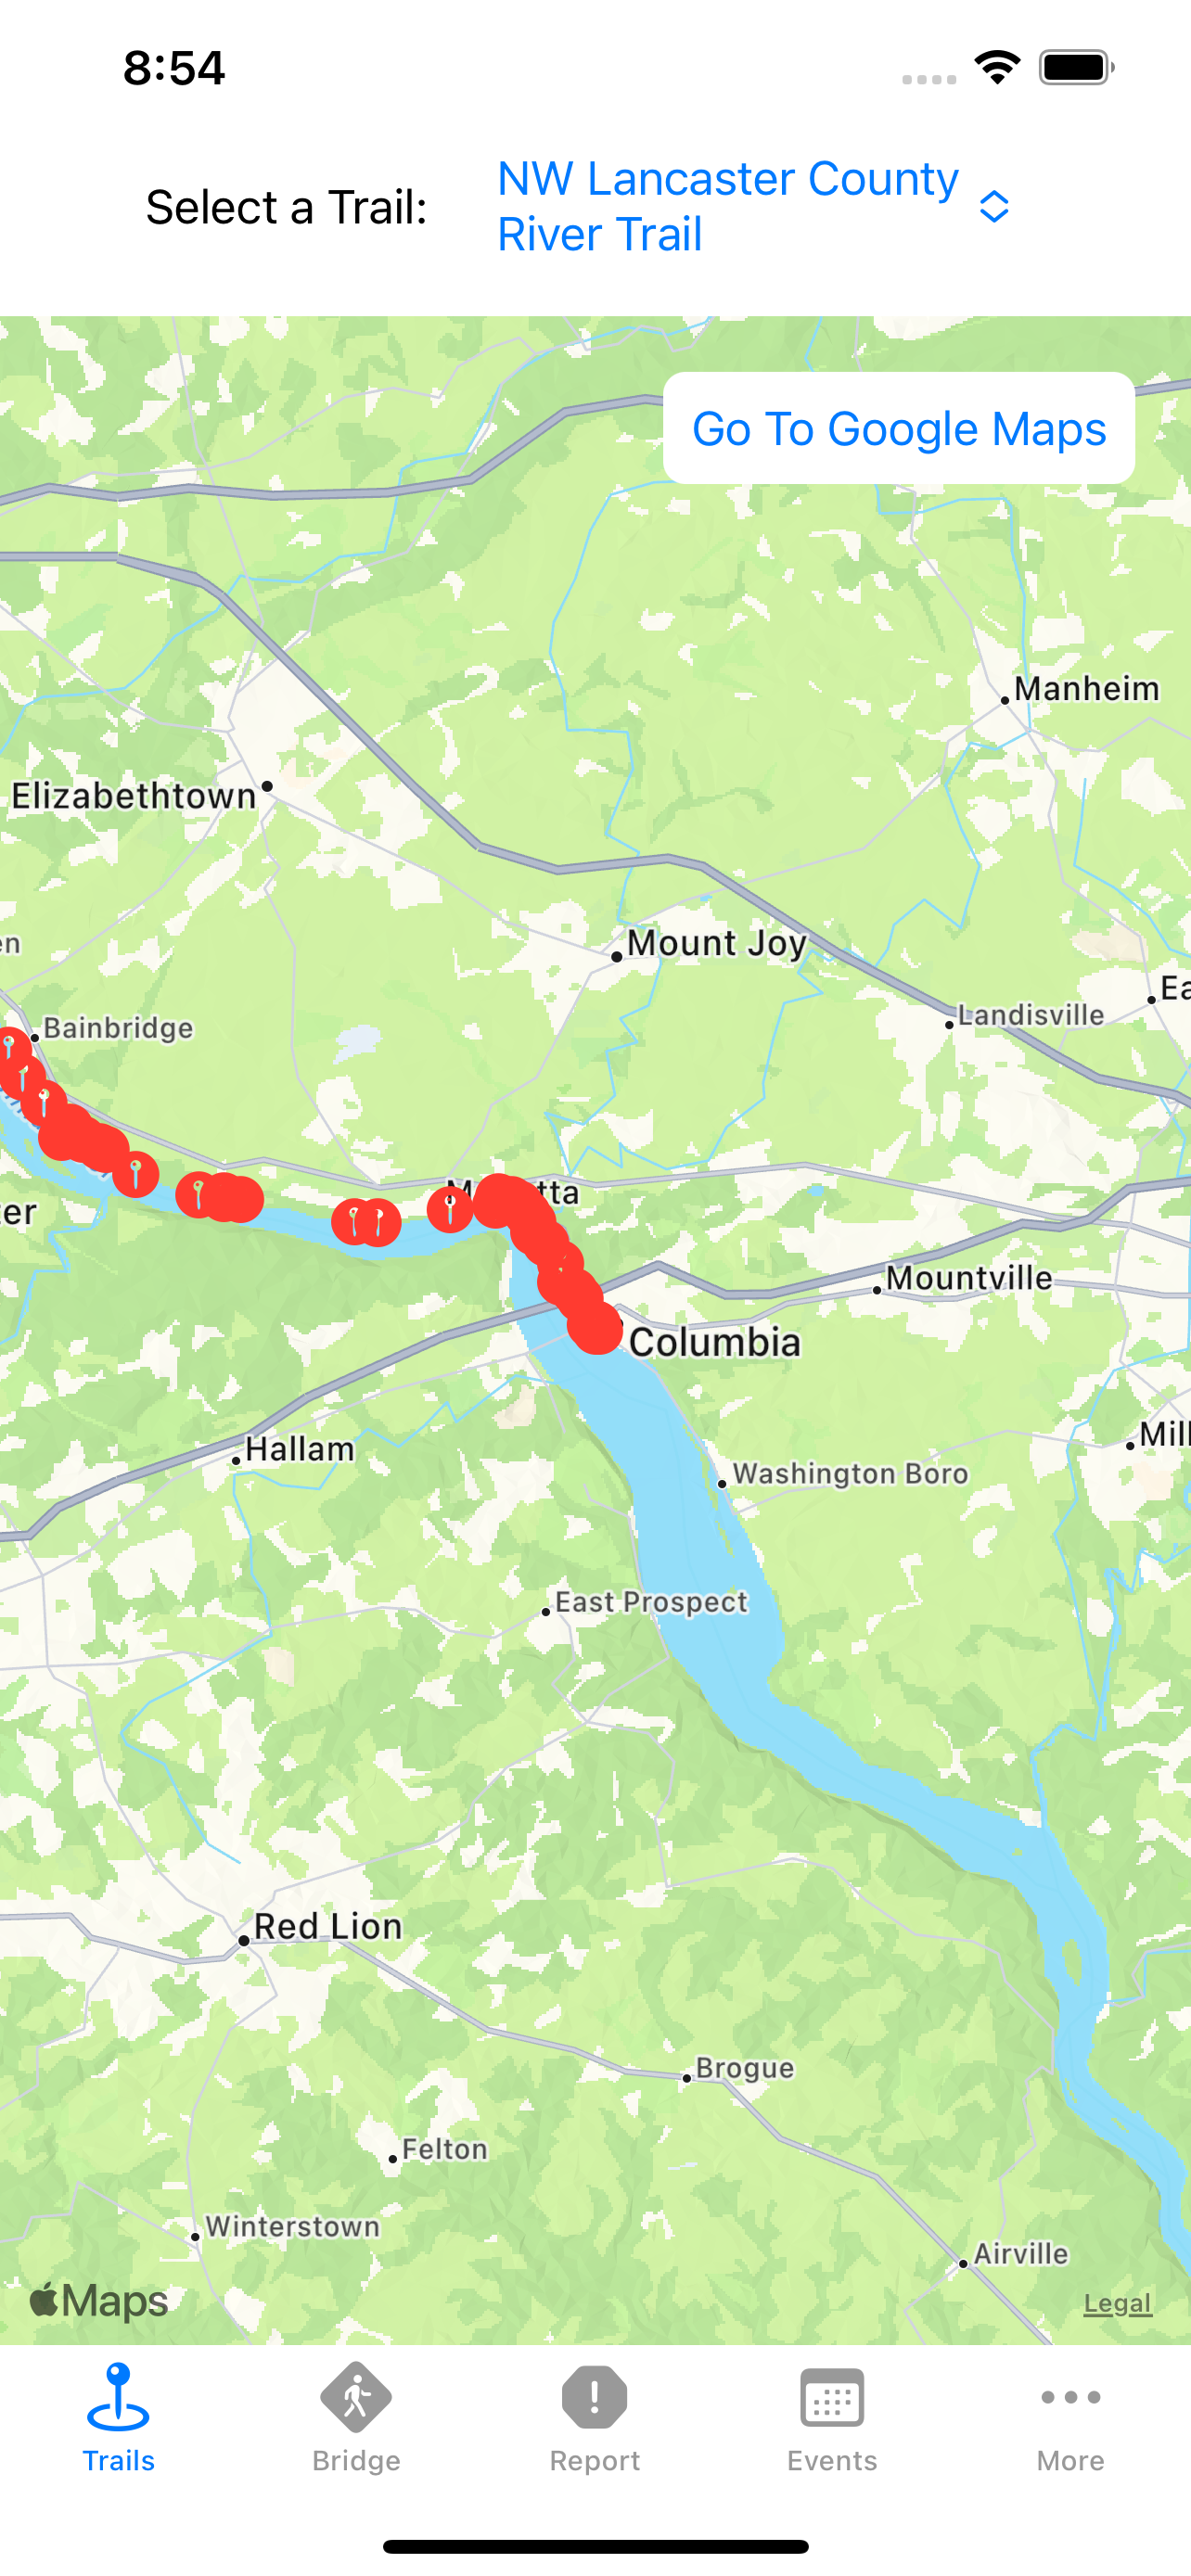 8:54
Select a Trail:
NW Lancaster County
River Trail
Go To Google Maps
Manheim
Elizabethtown
Mount Joy
Landisville
Bainbridge
Mountville
Columbia
Hallam
Washington Boro
East Prospect
Red Lion
Brogue
Felton
Winterstown
Airville
Maps
Legal
Trails
Bridge
Report
Events
More